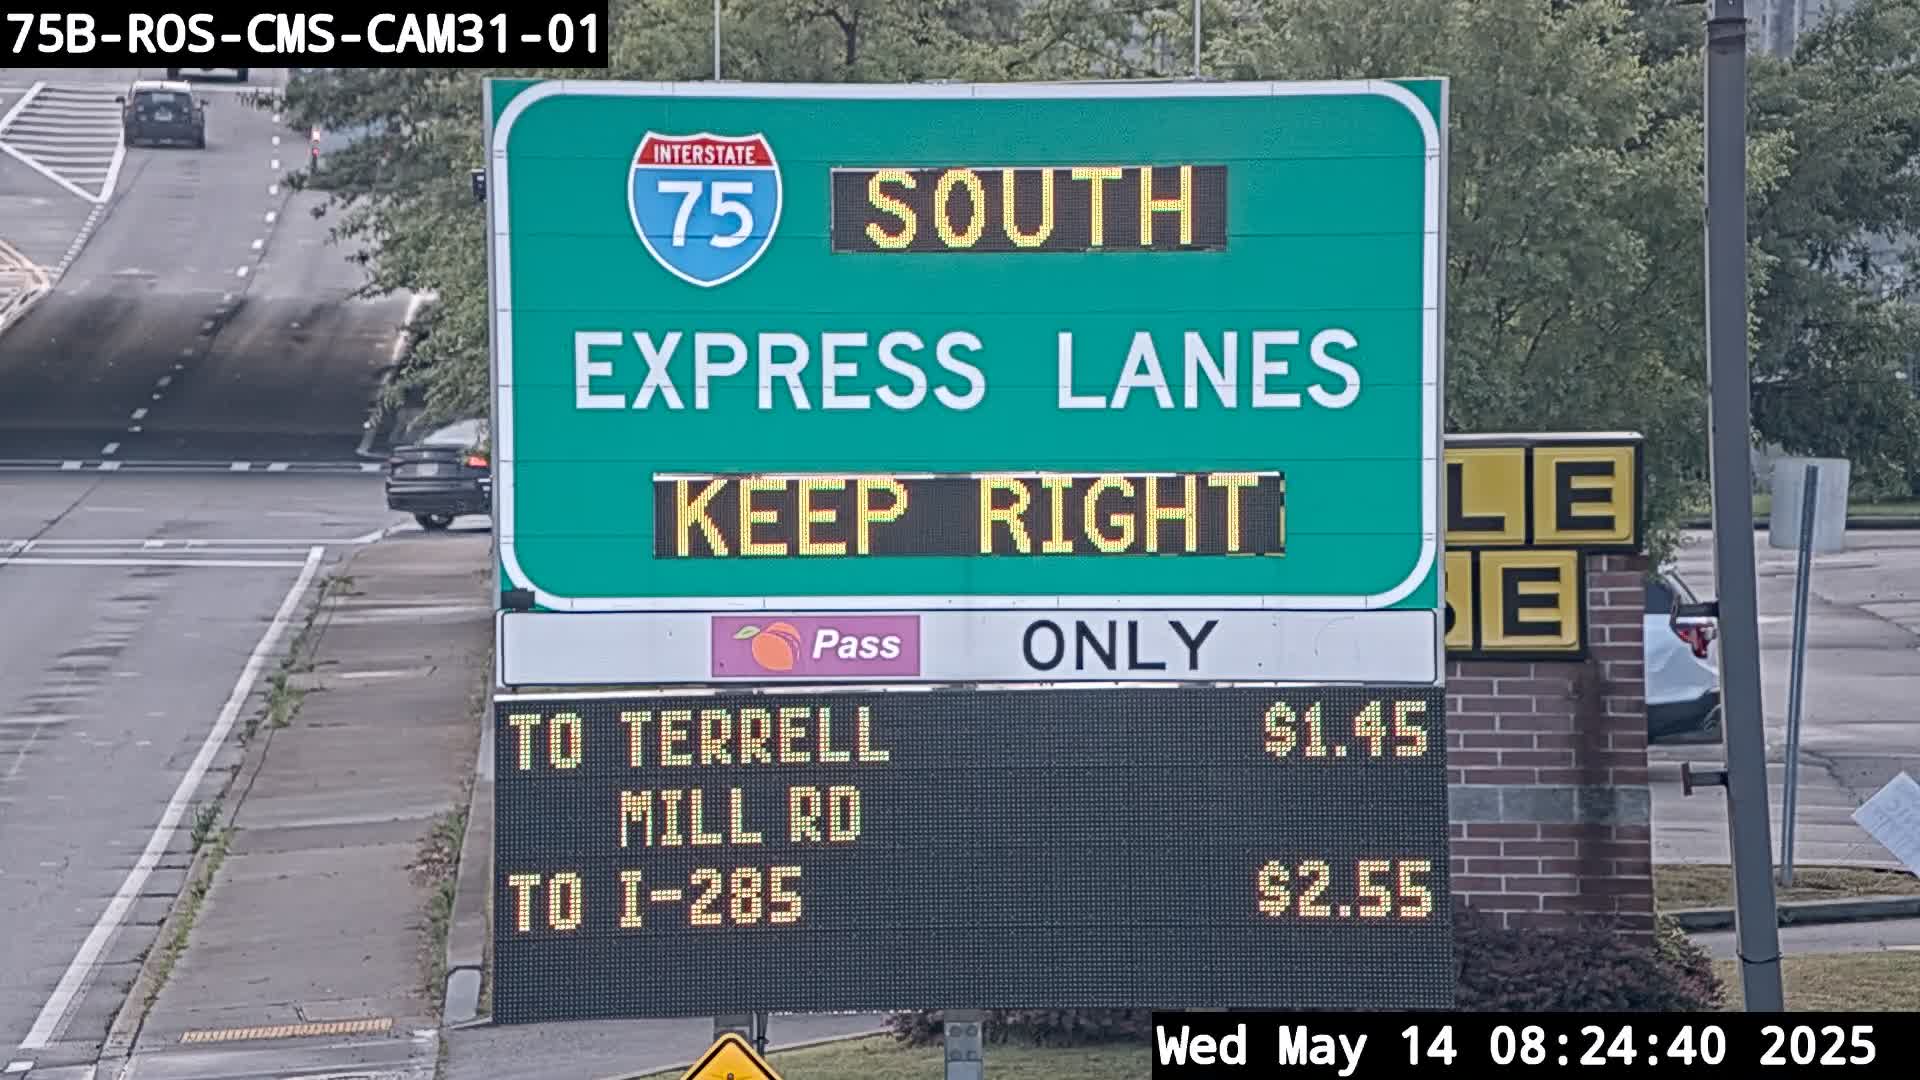 75B-ROS-CMS-CAM31-01
INTERSTATE
75
SOUTH
EXPRESS LANES
KEEP RIGHT
Pass ONLY
TO TERRELL $1.45
MILL RD
TO I-285 $2.55
LE
E
Wed May 14 08:24:40 2025